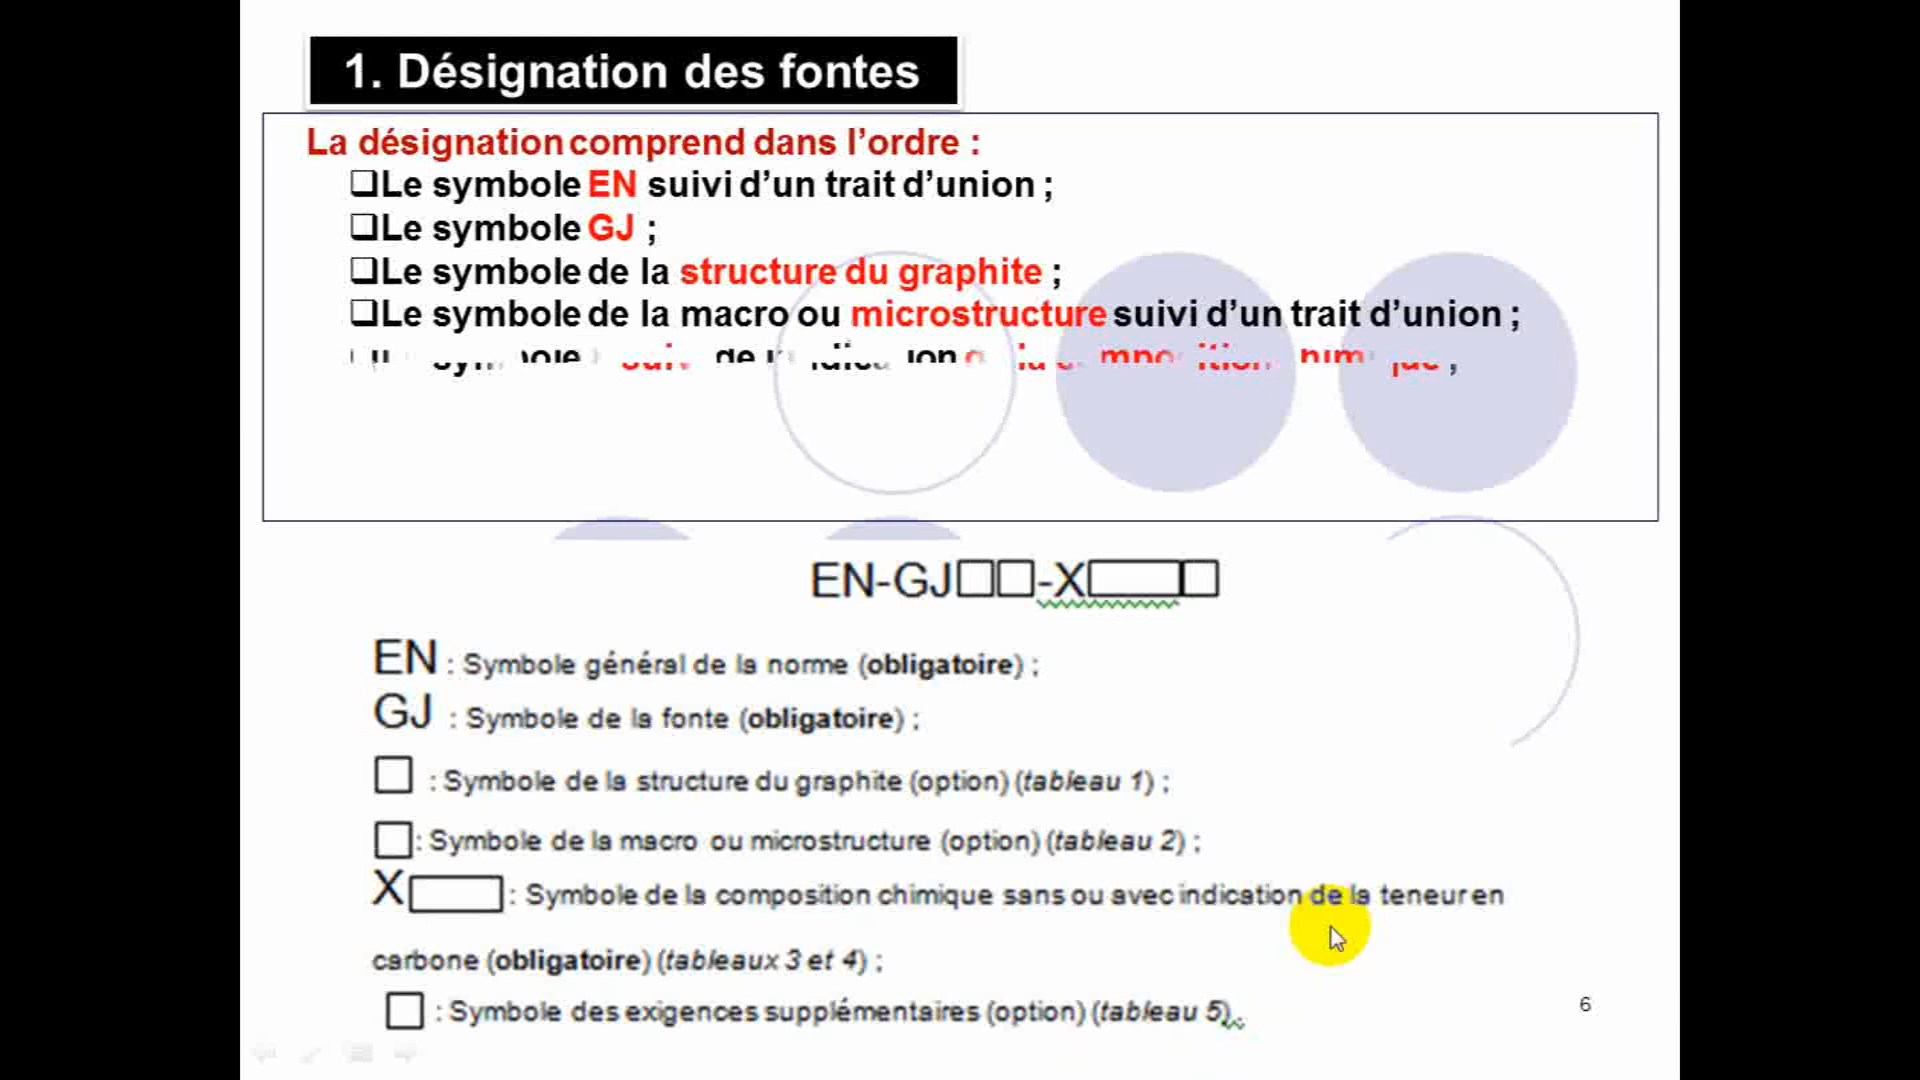 1. Désignation des fontes
La désignation comprend dans l’ordre :
❑Le symbole EN suivi d’un trait d’union ;
❑Le symbole GJ ;
❑Le symbole de la structure du graphite ;
❑Le symbole de la macro ou microstructure suivi d’un trait d’union ;
EN-GJ□□-X□□
EN : Symbole général de la norme (obligatoire) ;
GJ : Symbole de la fonte (obligatoire) ;
□ : Symbole de la structure du graphite (option) (tableau 1) ;
□ : Symbole de la macro ou microstructure (option) (tableau 2) ;
X□ : Symbole de la composition chimique sans ou avec indication de la teneur en
carbone (obligatoire) (tableaux 3 et 4) ;
□ : Symbole des exigences supplémentaires (option) (tableau 5).
6